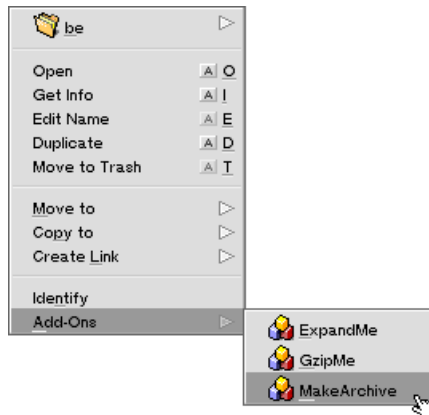 be
Open A O
Get Info A I
Edit Name A E
Duplicate A D
Move to Trash A T
Move to
Copy to
Create Link
Identify
Add-Ons
ExpandMe
GzipMe
MakeArchive